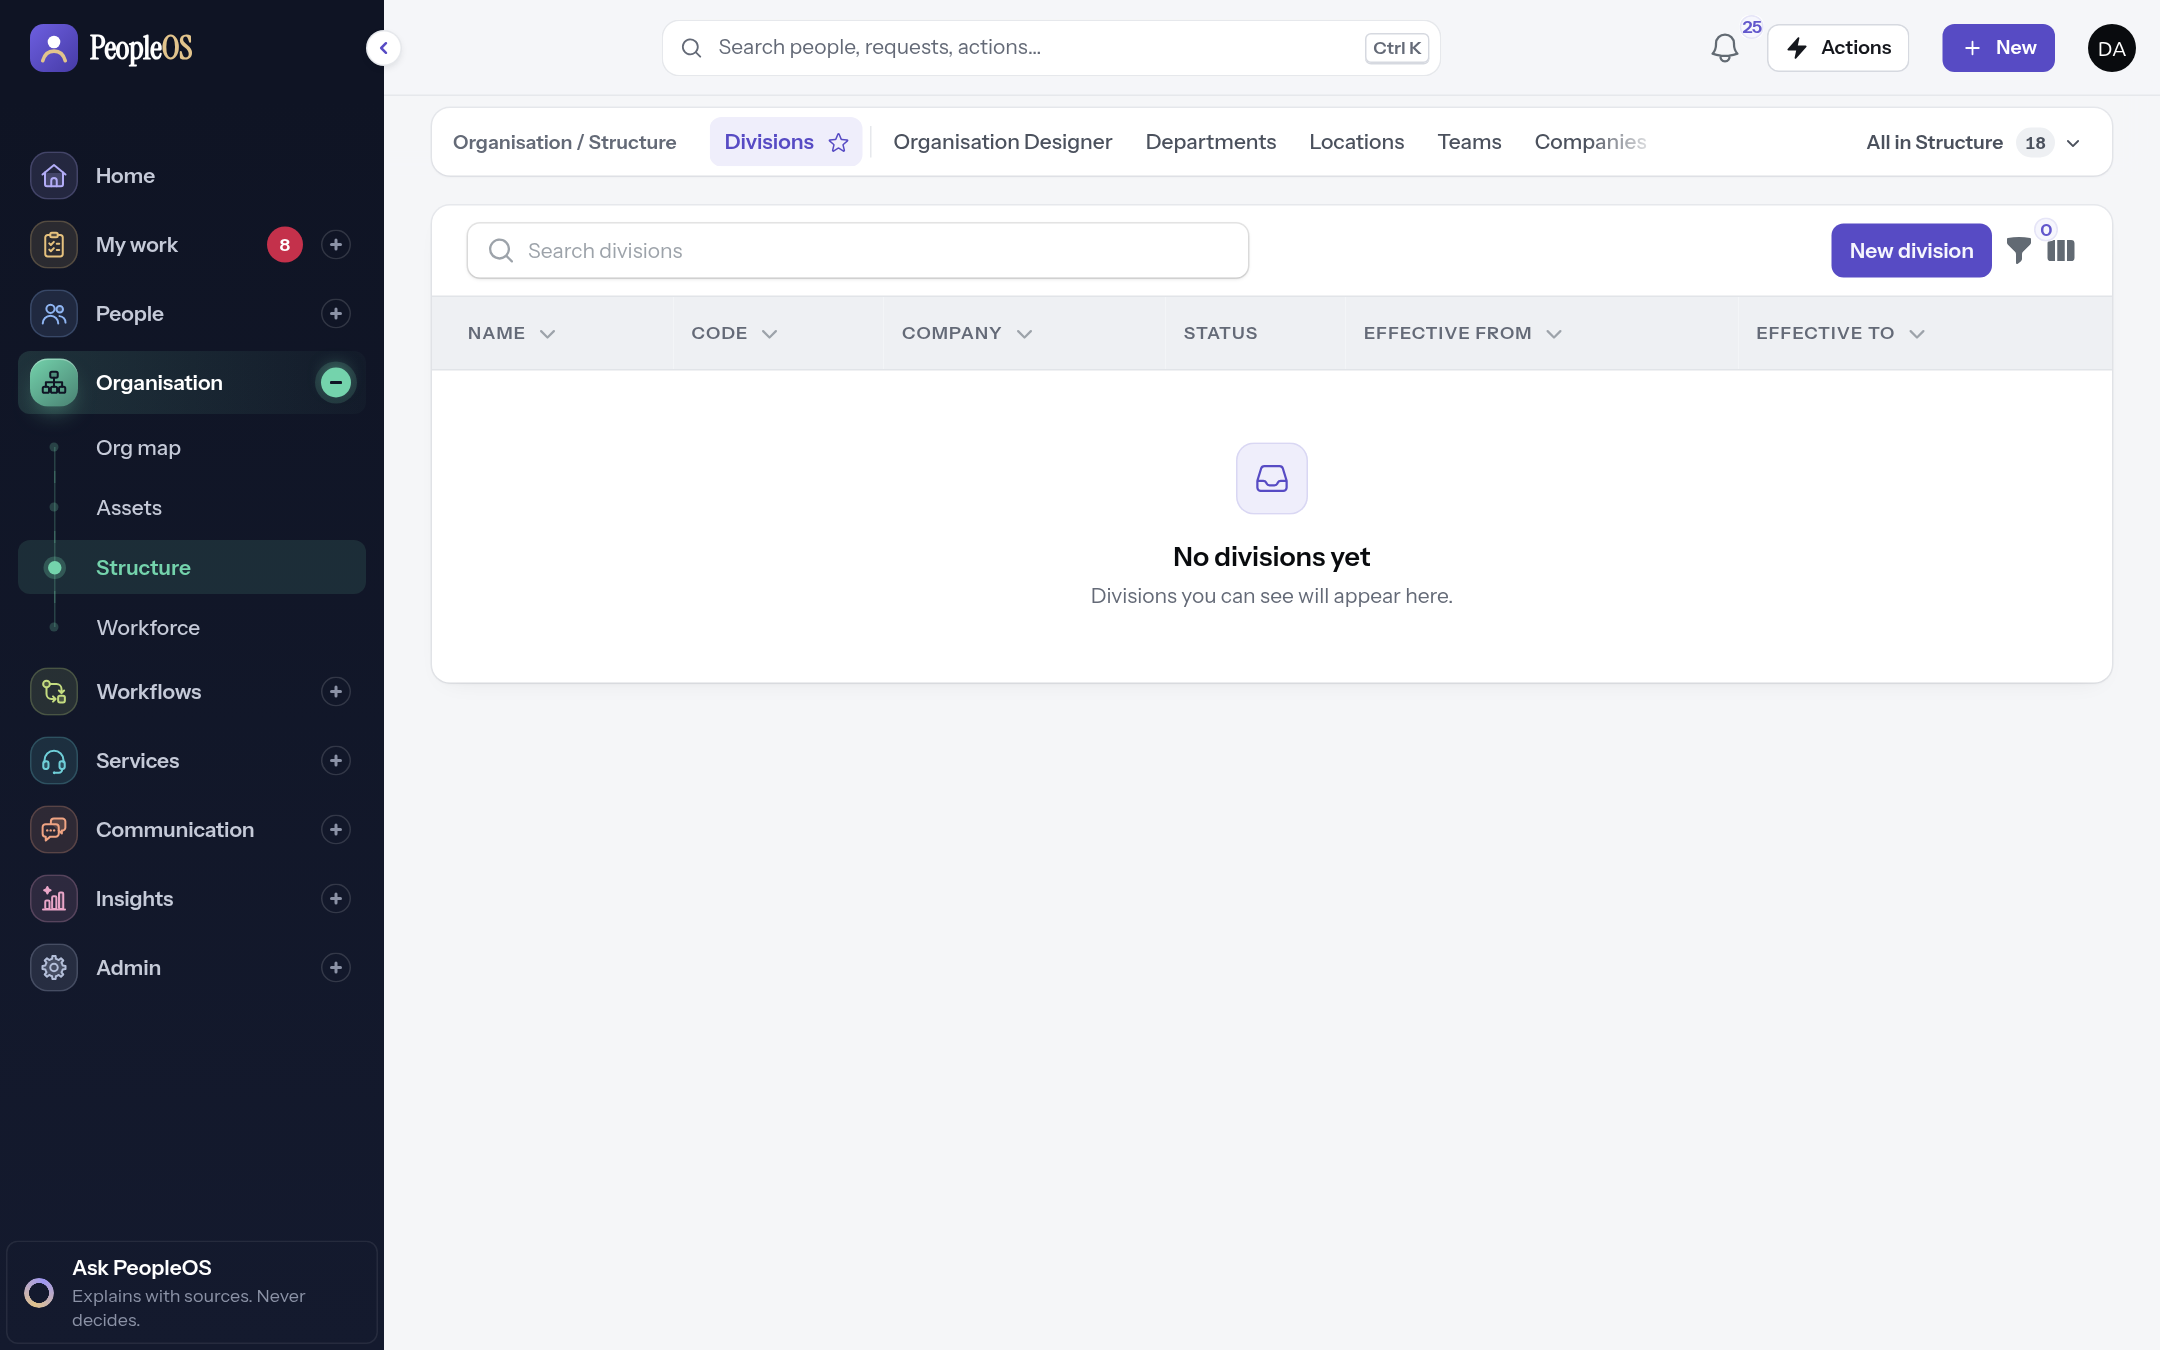 PeopleOS
Search people, requests, actions...
Ctrl K
25
Actions
New
DA
Home
My work
8
People
Organisation
Org map
Assets
Structure
Workforce
Workflows
Services
Communication
Insights
Admin
Ask PeopleOS
Explains with sources. Never
decides.
Organisation / Structure
Divisions
Organisation Designer
Departments
Locations
Teams
Companies
All in Structure
18
Search divisions
New division
0
NAME
CODE
COMPANY
STATUS
EFFECTIVE FROM
EFFECTIVE TO
No divisions yet
Divisions you can see will appear here.